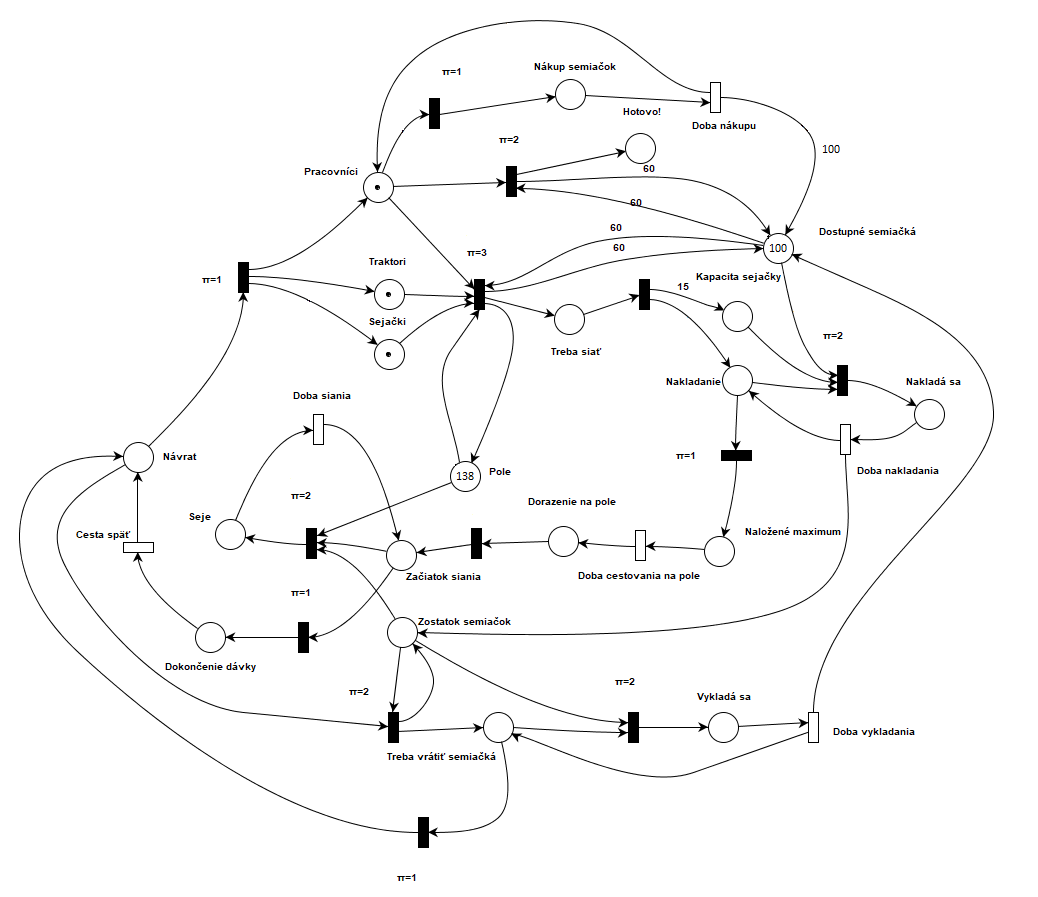 π=1
Nákup semiačok
Hotovo!
Doba nákupu
π=2
100
Pracovníci
60
60
60
60
Dostupné semiačká
100
π=3
Traktori
π=1
Kapacita sejačky
15
Sejački
Treba siať
π=2
Nakladanie
Nakladá sa
Doba siania
Návrat
π=1
Doba nakladania
138
Pole
π=2
Dorazenie na pole
Seje
Naložené maximum
Cesta späť
Začiatok siania
Doba cestovania na pole
π=1
Zostatok semiačok
Dokončenie dávky
π=2
π=2
Vykladá sa
Doba vykladania
Treba vrátiť semiačká
π=1